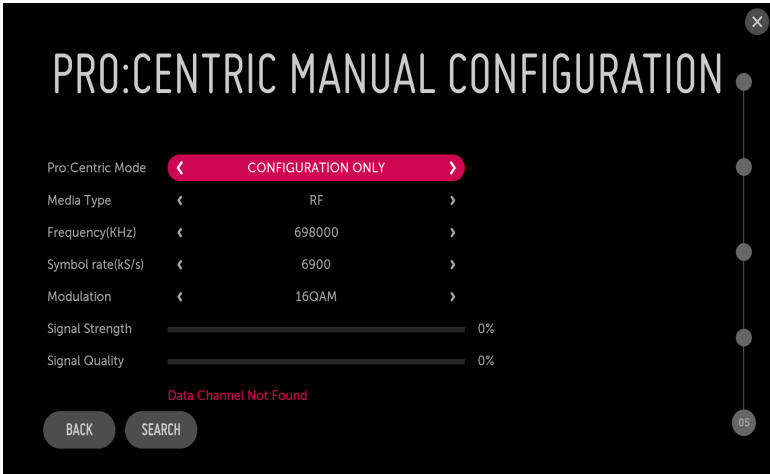 PRO:CENTRIC MANUAL CONFIGURATION
Pro:Centric Mode CONFIGURATION ONLY
Media Type RF
Frequency(KHz) 698000
Symbol rate(kS/s) 6900
Modulation 16QAM
Signal Strength 0%
Signal Quality 0%
Data Channel Not Found
BACK SEARCH
05